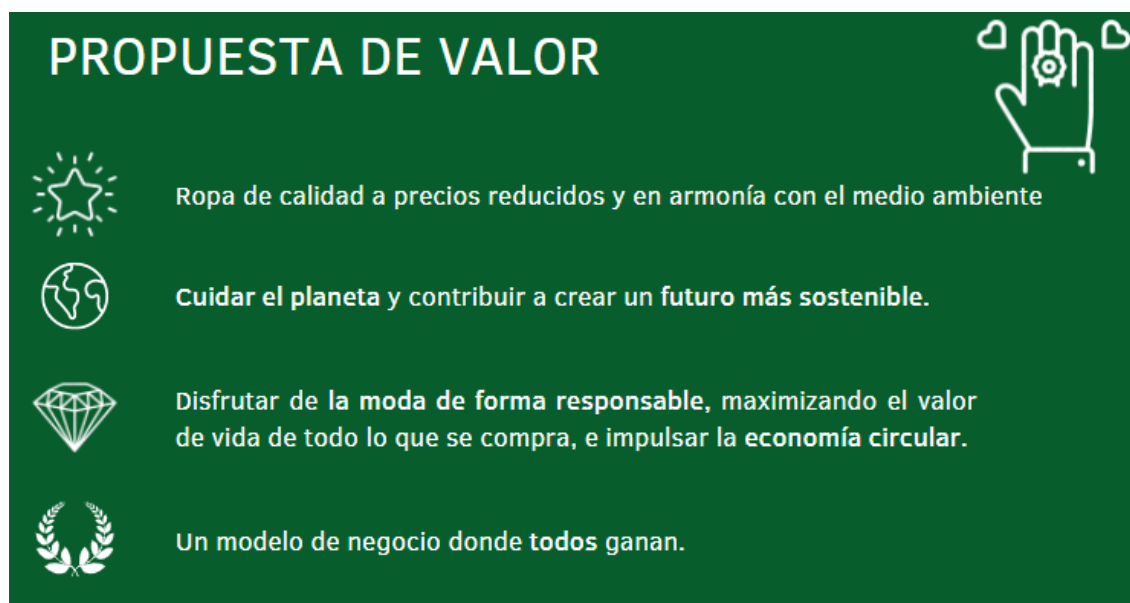 PROPUESTA DE VALOR
Ropa de calidad a precios reducidos y en armonía con el medio ambiente
Cuidar el planeta y contribuir a crear un futuro más sostenible.
Disfrutar de la moda de forma responsable, maximizando el valor
de vida de todo lo que se compra, e impulsar la economía circular.
Un modelo de negocio donde todos ganan.